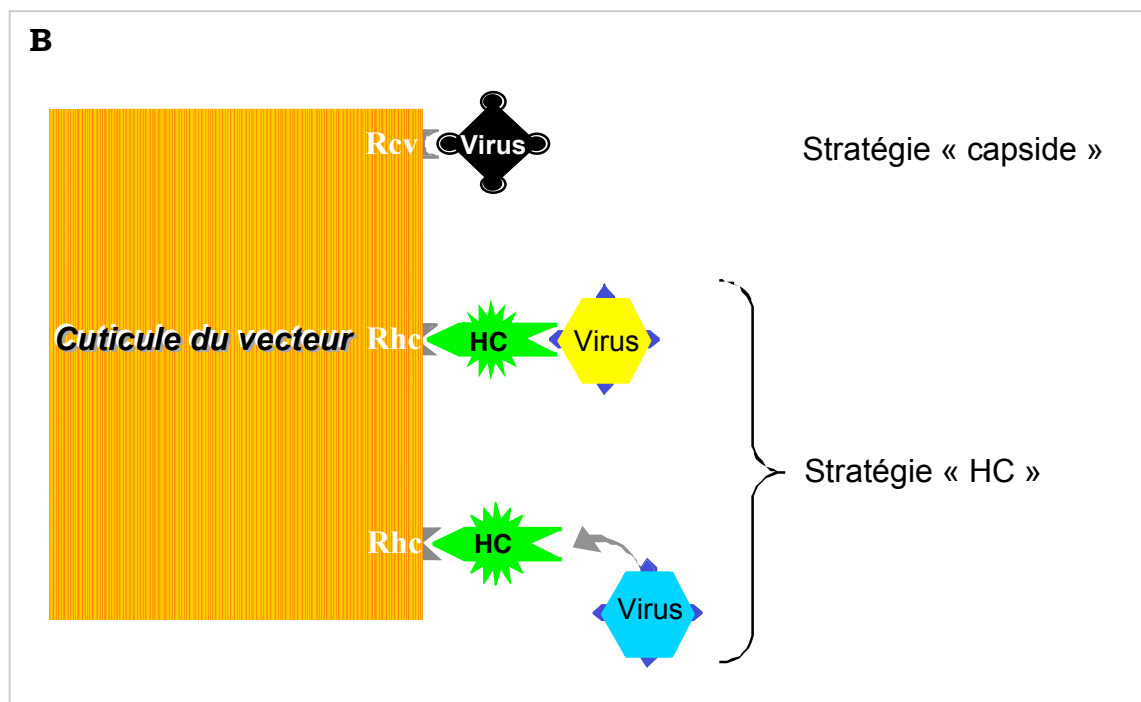 B
Rcv Virus Stratégie « capside »
Cuticule du vecteur Rhc HC Virus
Stratégie « HC »
Rhc HC
Virus